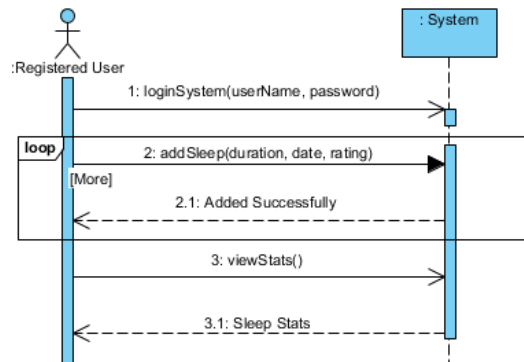 : System
:Registered User
1: loginSystem(userName, password)
loop
2: addSleep(duration, date, rating)
[More]
2.1: Added Successfully
3: viewStats()
3.1: Sleep Stats